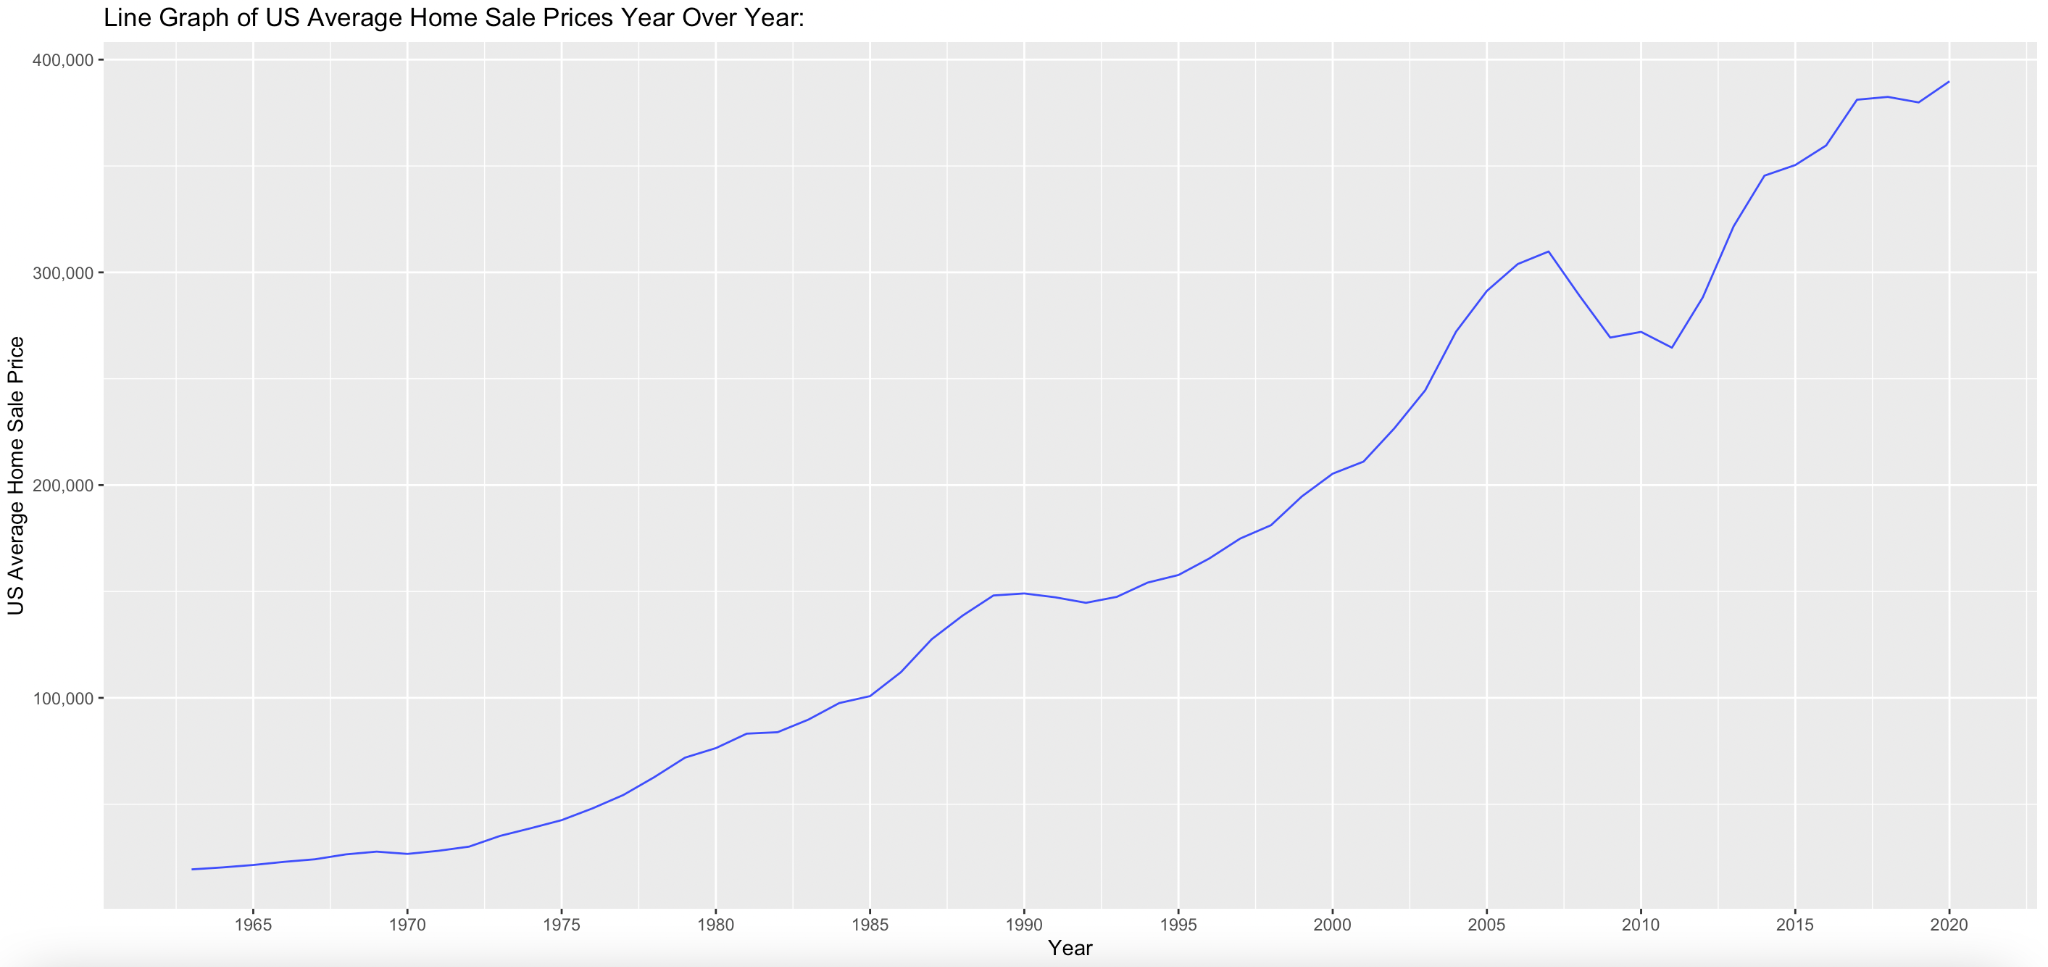 Line Graph of US Average Home Sale Prices Year Over Year:
400,000
300,000
200,000
100,000
US Average Home Sale Price
1965 1970 1975 1980 1985 1990 1995 2000 2005 2010 2015 2020
Year